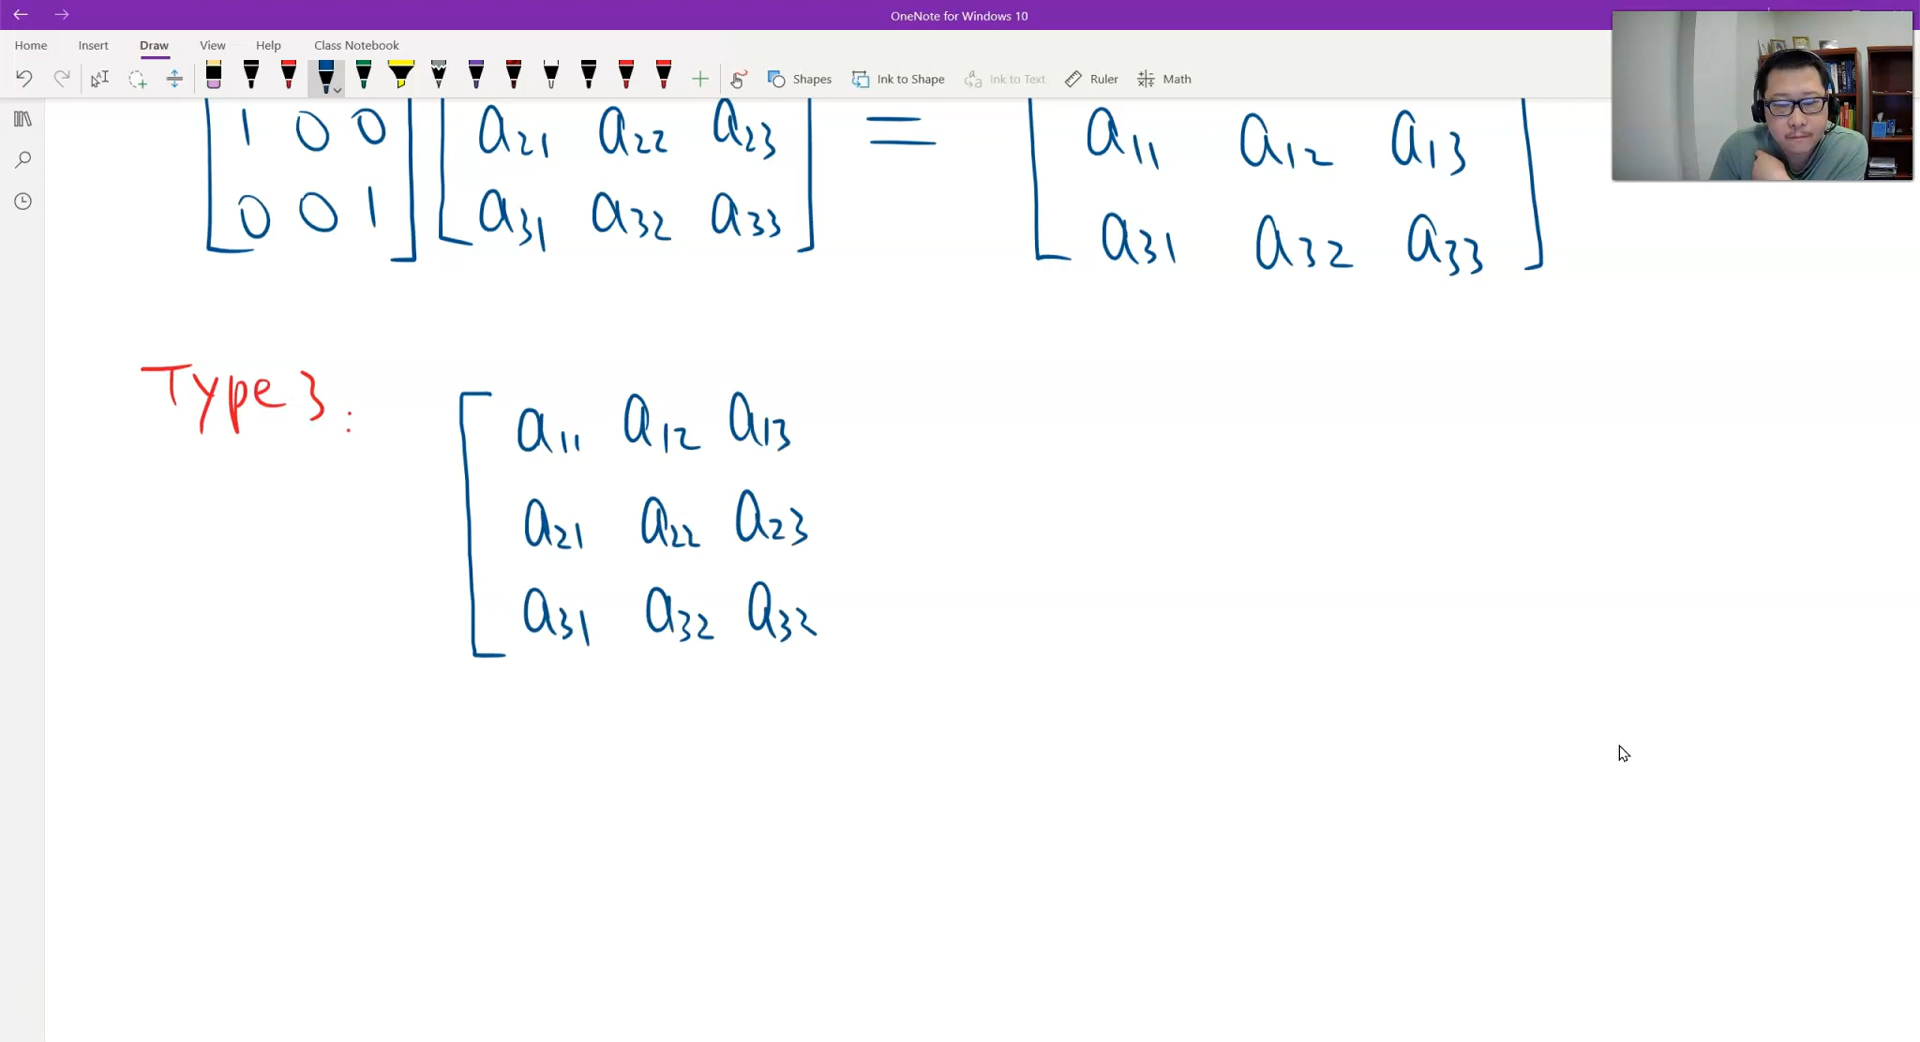 OneNote for Windows 10
Home Insert Draw View Help Class Notebook
Shapes Ink to Shape Ink to Text Ruler Math
1 0 0 a21 a22 a23 = a11 a12 a13
0 0 1 a31 a32 a33 a31 a32 a33
Type 3:
a11 a12 a13
a21 a22 a23
a31 a32 a32